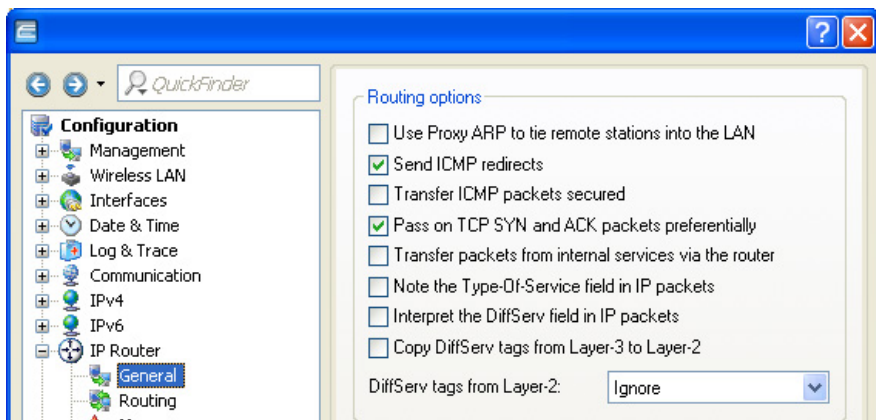 QuickFinder
Configuration
Management
Wireless LAN
Interfaces
Date & Time
Log & Trace
Communication
IPv4
IPv6
IP Router
General
Routing
Routing options
Use Proxy ARP to tie remote stations into the LAN
Send ICMP redirects
Transfer ICMP packets secured
Pass on TCP SYN and ACK packets preferentially
Transfer packets from internal services via the router
Note the Type-Of-Service field in IP packets
Interpret the DiffServ field in IP packets
Copy DiffServ tags from Layer-3 to Layer-2
DiffServ tags from Layer-2: Ignore